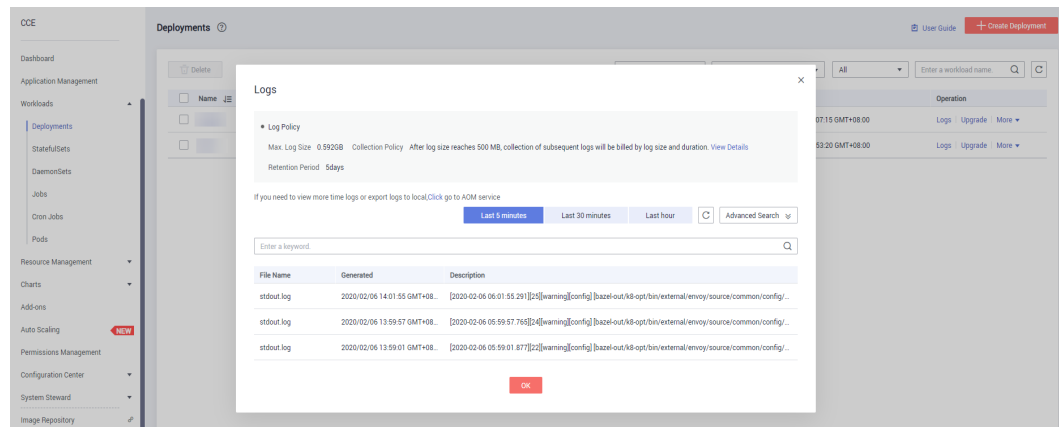 CCE
Deployments
User Guide
Create Deployment
Dashboard
Application Management
Workloads
Deployments
StatefulSets
DaemonSets
Jobs
Cron Jobs
Pods
Resource Management
Charts
Add-ons
Auto Scaling
NEW
Permissions Management
Configuration Center
System Steward
Image Repository
Delete
All
Enter a workload name
Name
Operation
07:15 GMT+08:00
Logs
Upgrade
More
53:20 GMT+08:00
Logs
Upgrade
More
Logs
Log Policy
Max. Log Size 0.592GB Collection Policy After log size reaches 500 MB, collection of subsequent logs will be billed by log size and duration. View Details
Retention Period 5days
If you need to view more time logs or export logs to local,Click go to AOM service
Last 5 minutes
Last 30 minutes
Last hour
Advanced Search
Enter a keyword.
File Name Generated Description
stdout.log 2020/02/06 14:01:55 GMT+08... [2020-02-06 06:01:55.291][25][warning][config] [bazel-out/k8-opt/bin/external/envoy/source/common/config/...
stdout.log 2020/02/06 13:59:57 GMT+08... [2020-02-06 05:59:57.765][24][warning][config] [bazel-out/k8-opt/bin/external/envoy/source/common/config/...
stdout.log 2020/02/06 13:59:01 GMT+08... [2020-02-06 05:59:01.877][22][warning][config] [bazel-out/k8-opt/bin/external/envoy/source/common/config/...
OK